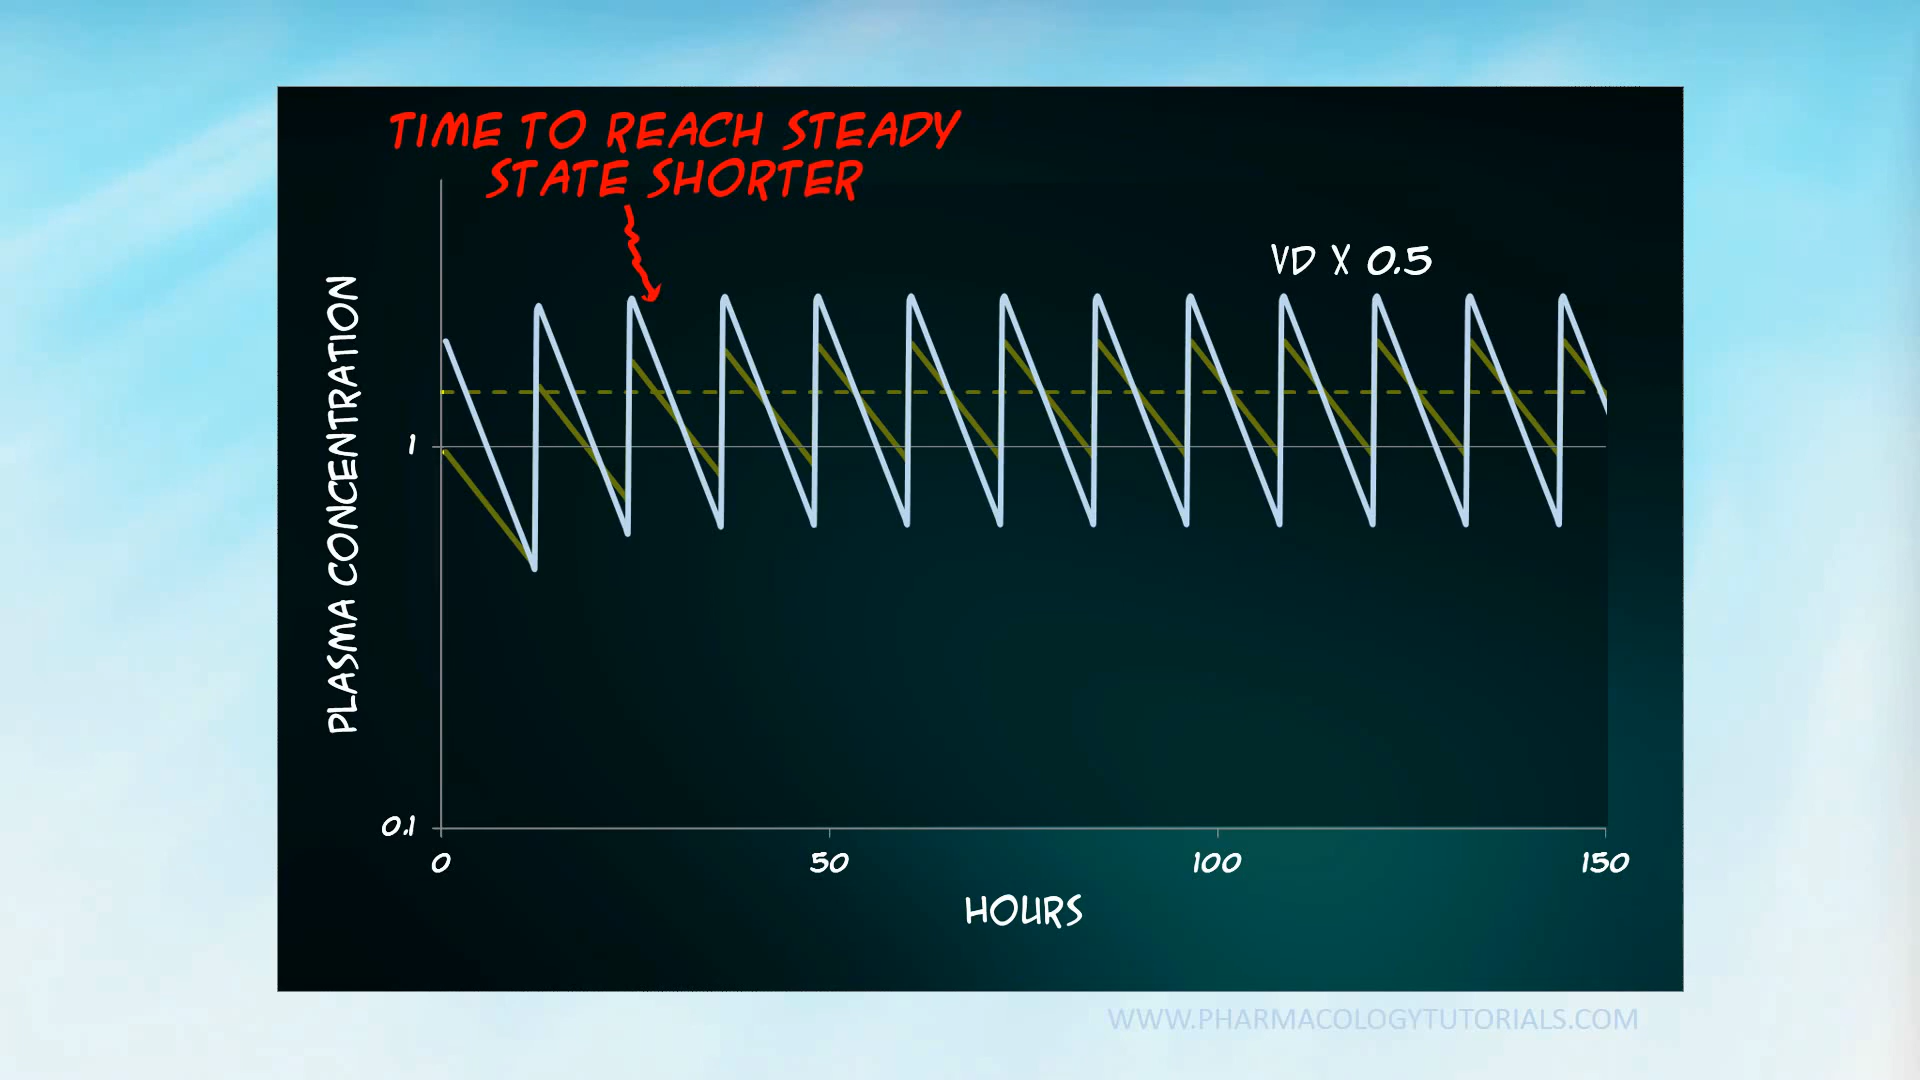 TIME TO REACH STEADY
STATE SHORTER
VD X 0.5
PLASMA CONCENTRATION
1
0.1
0
50
100
150
HOURS
WWW.PHARMACOLOGYTUTORIALS.COM